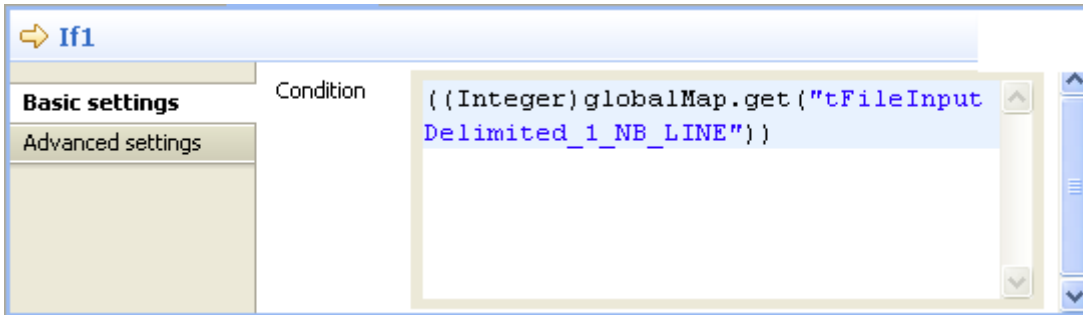 If1
Basic settings
Advanced settings
Condition
((Integer)globalMap.get("tFileInput
Delimited_1_NB_LINE"))